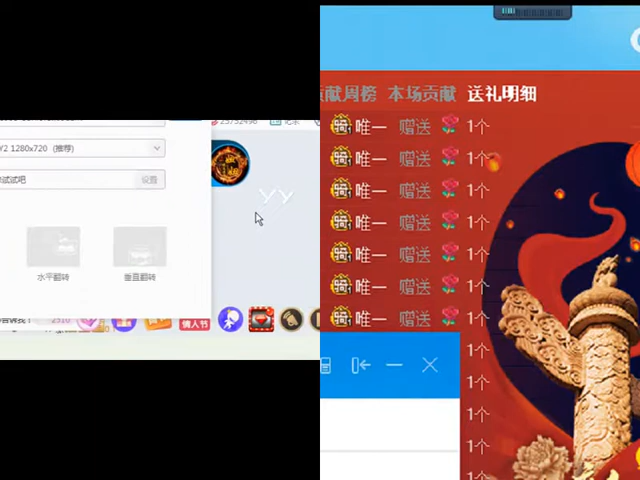 Y2 1280x720 (推荐)
试试吧
设置
水平翻转
垂直翻转
YY
2510
情人节
献周榜 本场贡献 送礼明细
唯一 赠送 1个
唯一 赠送 1个
唯一 赠送 1个
唯一 赠送 1个
唯一 赠送 1个
唯一 赠送 1个
唯一 赠送 1个
1个
1个
1个
1个
1个